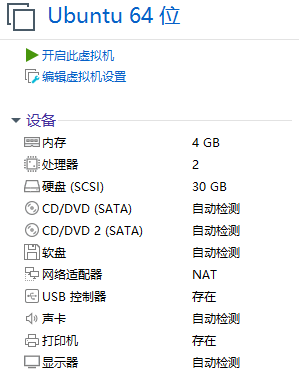 Ubuntu 64 位
开启此虚拟机
编辑虚拟机设置
设备
内存 4 GB
处理器 2
硬盘 (SCSI) 30 GB
CD/DVD (SATA) 自动检测
CD/DVD 2 (SATA) 自动检测
软盘 自动检测
网络适配器 NAT
USB 控制器 存在
声卡 自动检测
打印机 存在
显示器 自动检测